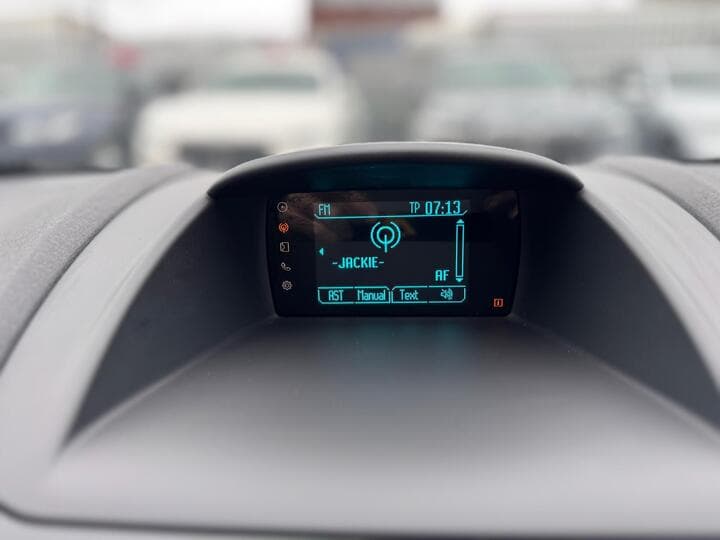 FM TP 07:13
-JACKIE-
AF
AST Manual Text